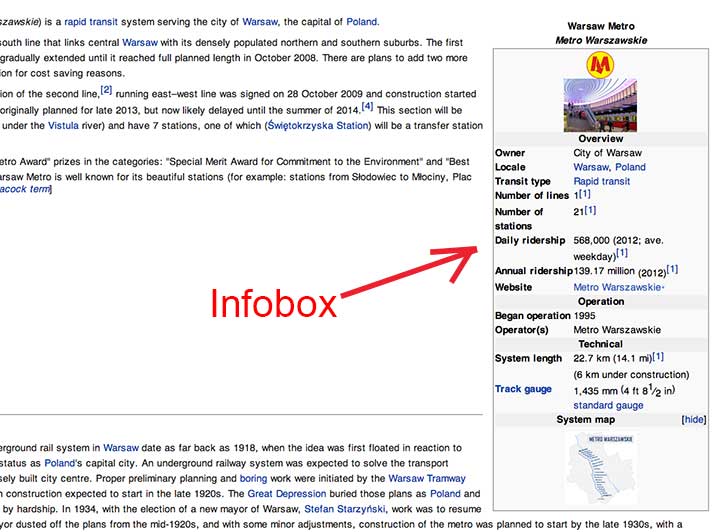 szawskie) is a rapid transit system serving the city of Warsaw, the capital of Poland.
south line that links central Warsaw with its densely populated northern and southern suburbs. The first
gradually extended until it reached full planned length in October 2008. There are plans to add two more
ion for cost saving reasons.
ion of the second line,[2] running east–west line was signed on 28 October 2009 and construction started
originally planned for late 2013, but now likely delayed until the summer of 2014.[4] This section will be
under the Vistula river) and have 7 stations, one of which (Świętokrzyska Station) will be a transfer station
etro Award" prizes in the categories: "Special Merit Award for Commitment to the Environment" and "Best
arsaw Metro is well known for its beautiful stations (for example: stations from Słodowiec to Młociny, Plac
acock term]
Infobox
Warsaw Metro
Metro Warszawskie
M
Overview
Owner City of Warsaw
Locale Warsaw, Poland
Transit type Rapid transit
Number of lines 1[1]
Number of 21[1]
stations
Daily ridership 568,000 (2012; ave.
weekday)[1]
Annual ridership 139.17 million (2012)[1]
Website Metro Warszawskie
Operation
Began operation 1995
Operator(s) Metro Warszawskie
Technical
System length 22.7 km (14.1 mi)[1]
(6 km under construction)
Track gauge 1,435 mm (4 ft 8 1⁄2 in)
standard gauge
System map [hide]
METRO WARSZAWSKIE
erground rail system in Warsaw date as far back as 1918, when the idea was first floated in reaction to
status as Poland's capital city. An underground railway system was expected to solve the transport
sely built city centre. Proper preliminary planning and boring work were initiated by the Warsaw Tramway
h construction expected to start in the late 1920s. The Great Depression buried those plans as Poland and
by hardship. In 1934, with the election of a new mayor of Warsaw, Stefan Starzyński, work was to resume
yor dusted off the plans from the mid-1920s, and with some minor adjustments, construction of the metro was planned to start by the late 1930s, with a